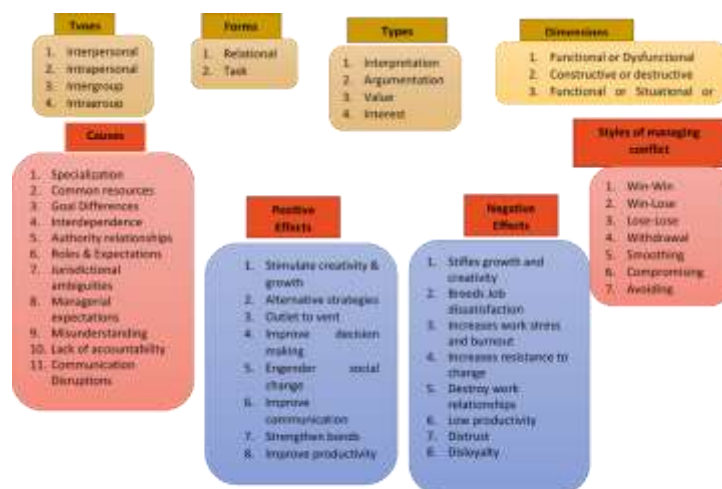 Types
1. Interpersonal
2. Intrapersonal
3. Intergroup
4. Intragroup
Forms
1. Relational
2. Task
Types
1. Interpretation
2. Argumentation
3. Value
4. Interest
Dimensions
1. Functional or Dysfunctional
2. Constructive or destructive
3. Functional or Situational or
Causes
1. Specialization
2. Common resources
3. Goal Differences
4. Interdependence
5. Authority relationships
6. Roles & Expectations
7. Jurisdictional
ambiguities
8. Managerial
expectations
9. Misunderstanding
10. Lack of accountability
11. Communication
Disruptions
Positive
Effects
1. Stimulate creativity &
growth
2. Alternative strategies
3. Outlet to vent
4. Improve decision
making
5. Engender social
change
6. Improve
communication
7. Strengthen bonds
8. Improve productivity
Negative
Effects
1. Stifles growth and
creativity
2. Breeds Job
dissatisfaction
3. Increases work stress
and burnout
4. Increases resistance to
change
5. Destroy work
relationships
6. Low productivity
7. Distrust
8. Disloyalty
Styles of managing
conflict
1. Win-Win
2. Win-Lose
3. Lose-Lose
4. Withdrawal
5. Smoothing
6. Compromising
7. Avoiding